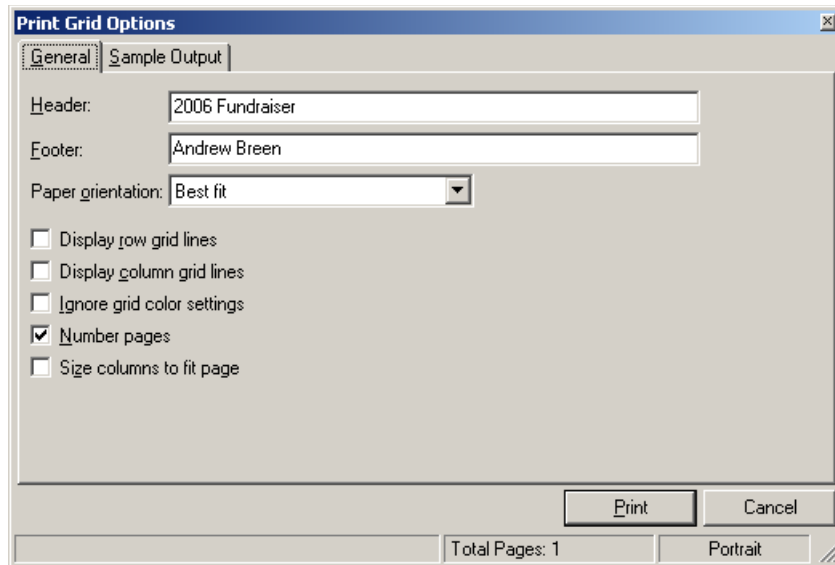 Print Grid Options
General Sample Output
Header: 2006 Fundraiser
Footer: Andrew Breen
Paper orientation: Best fit
Display row grid lines
Display column grid lines
Ignore grid color settings
Number pages
Size columns to fit page
Print Cancel
Total Pages: 1 Portrait